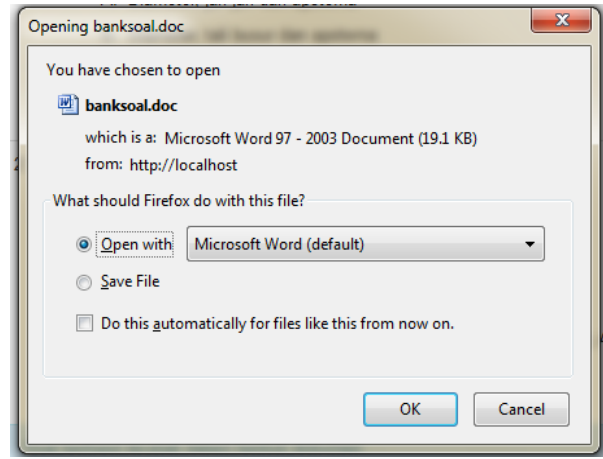 Opening banksoal.doc
You have chosen to open
banksoal.doc
which is a: Microsoft Word 97 - 2003 Document (19.1 KB)
from: http://localhost
What should Firefox do with this file?
Open with Microsoft Word (default)
Save File
Do this automatically for files like this from now on.
OK Cancel